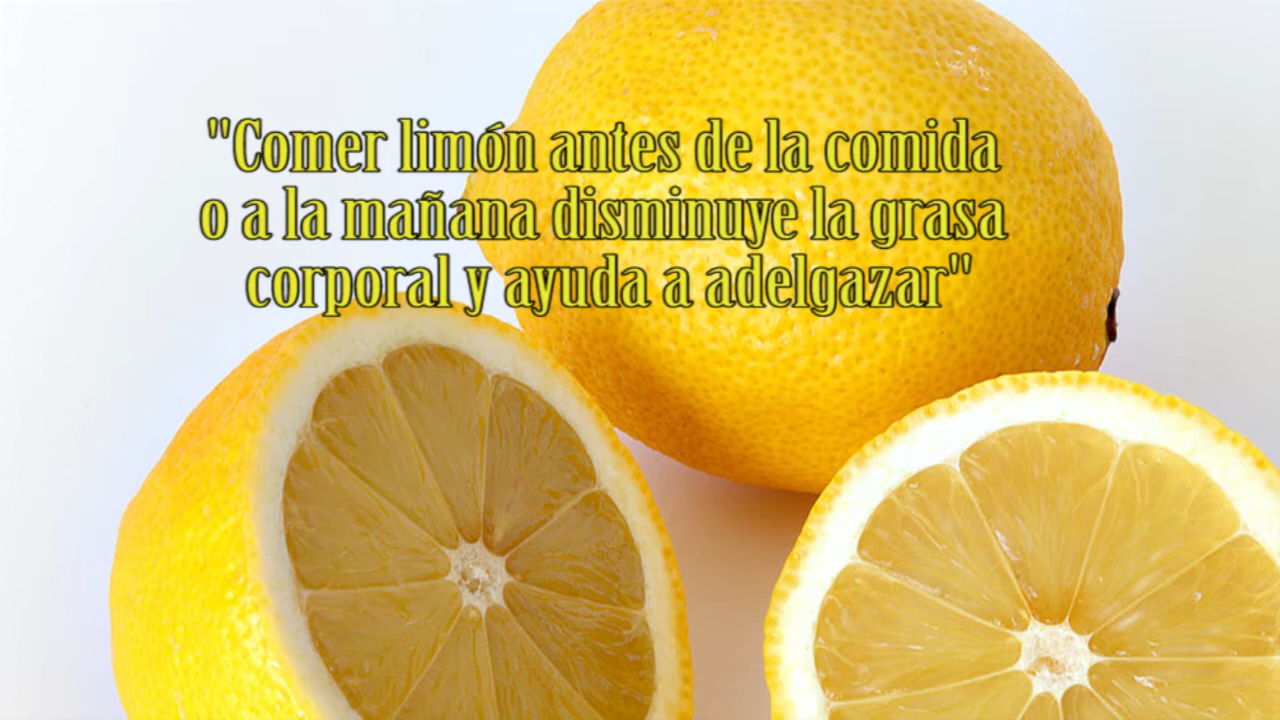 "Comer limón antes de la comida
o a la mañana disminuye la grasa
corporal y ayuda a adelgazar"